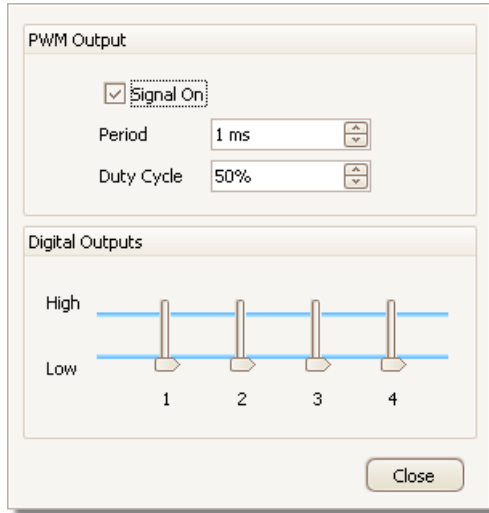 PWM Output
Signal On
Period 1 ms
Duty Cycle 50%
Digital Outputs
High
Low
1 2 3 4
Close